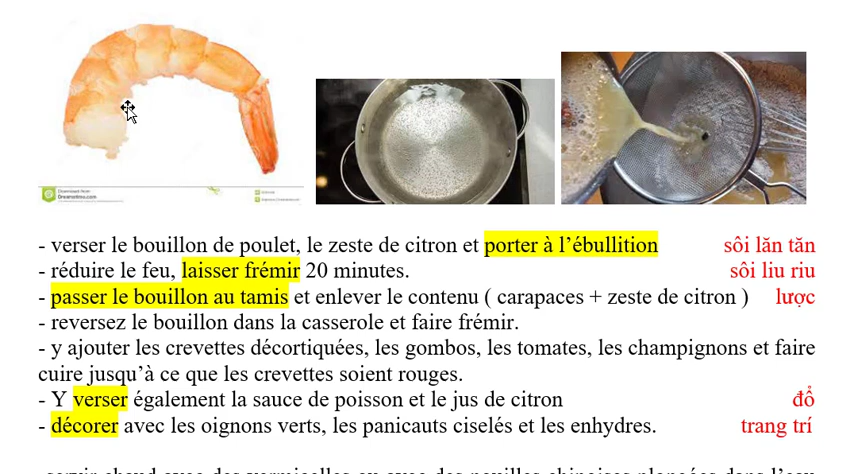 - verser le bouillon de poulet, le zeste de citron et porter à l’ébullition sôi lăn tăn
- réduire le feu, laisser frémir 20 minutes. sôi liu riu
- passer le bouillon au tamis et enlever le contenu ( carapaces + zeste de citron ) lược
- reversez le bouillon dans la casserole et faire frémir.
- y ajouter les crevettes décortiquées, les gombos, les tomates, les champignons et faire
cuire jusqu’à ce que les crevettes soient rouges.
- Y verser également la sauce de poisson et le jus de citron đổ
- décorer avec les oignons verts, les panicauts ciselés et les enhydres. trang trí